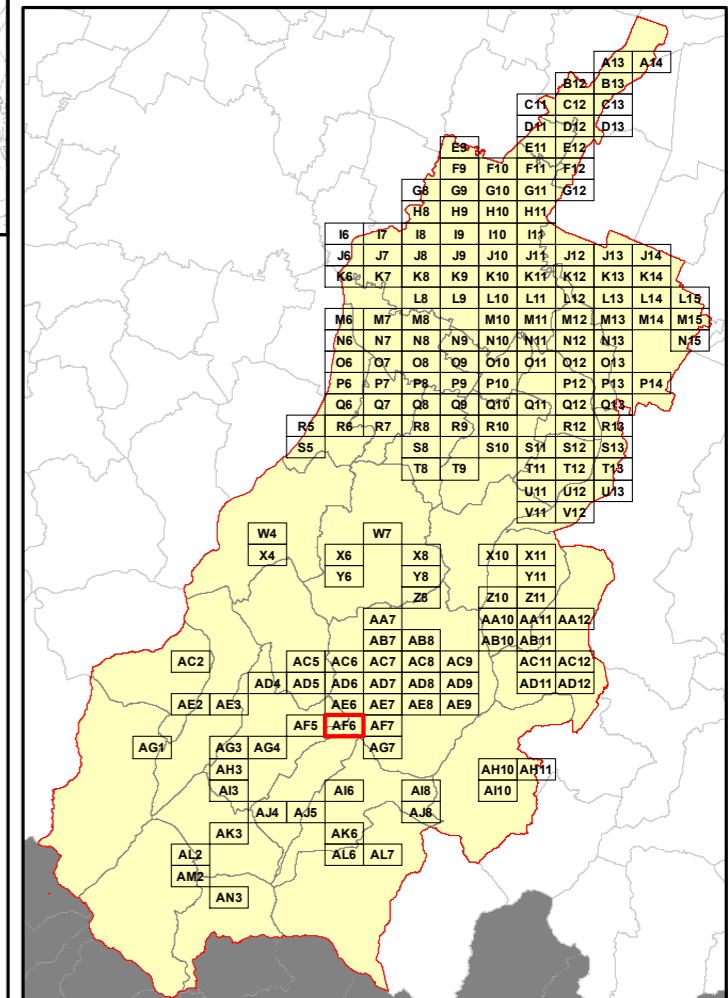 A13 A14
B12 B13
C11 C12 C13
D11 D12 D13
E9 E11 E12
F9 F10 F11 F12
G8 G9 G10 G11 G12
H8 H9 H10 H11
I6 I7 I8 I9 I10 I11
J6 J7 J8 J9 J10 J11 J12 J13 J14
K6 K7 K8 K9 K10 K11 K12 K13 K14
L8 L9 L10 L11 L12 L13 L14 L15
M6 M7 M8 M10 M11 M12 M13 M14 M15
N6 N7 N8 N9 N10 N11 N12 N13 N15
O6 O7 O8 O9 O10 O11 O12 O13
P6 P7 P8 P9 P10 P12 P13 P14
Q6 Q7 Q8 Q9 Q10 Q11 Q12 Q13
R5 R6 R7 R8 R9 R10 R12 R13
S5 S8 S10 S11 S12 S13
T8 T9 T11 T12 T13
U11 U12 U13
V11 V12
W4 W7
X4 X6 X8 X10 X11
Y6 Y8 Y11
Z8 Z10 Z11
AA7 AA10 AA11 AA12
AB7 AB8 AB10 AB11
AC2 AC5 AC6 AC7 AC8 AC9 AC11 AC12
AD4 AD5 AD6 AD7 AD8 AD9 AD11 AD12
AE2 AE3 AE6 AE7 AE8 AE9
AF5 AF6 AF7
AG1 AG3 AG4 AG7
AH3 AH10 AH11
AI3 AI6 AI8 AI10
AJ4 AJ5 AJ8
AK3 AK6
AL2 AL6 AL7
AM2
AN3